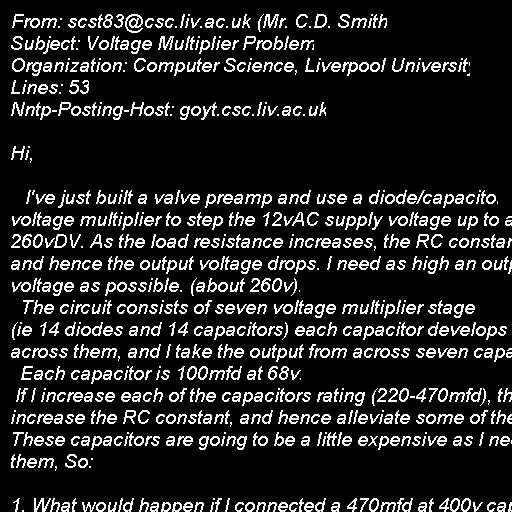 From: scst83@csc.liv.ac.uk (Mr. C.D. Smith
Subject: Voltage Multiplier Problem
Organization: Computer Science, Liverpool University
Lines: 53
Nntp-Posting-Host: goyt.csc.liv.ac.uk
Hi,
I've just built a valve preamp and use a diode/capacito
voltage multiplier to step the 12vAC supply voltage up to a
260vDV. As the load resistance increases, the RC constan
and hence the output voltage drops. I need as high an outp
voltage as possible. (about 260v).
The circuit consists of seven voltage multiplier stage
(ie 14 diodes and 14 capacitors) each capacitor develops
across them, and I take the output from across seven capa
Each capacitor is 100mfd at 68v.
If I increase each of the capacitors rating (220-470mfd), th
increase the RC constant, and hence alleviate some of the
These capacitors are going to be a little expensive as I nee
them, So:
1. What would happen if I connected a 470mfd at 400v cap